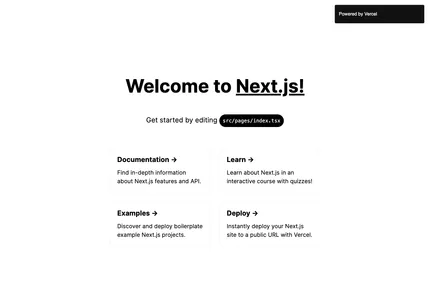 Powered by Vercel
Welcome to Next.js!
Get started by editing src/pages/index.tsx
Documentation →
Find in-depth information
about Next.js features and API.
Learn →
Learn about Next.js in an
interactive course with quizzes!
Examples →
Discover and deploy boilerplate
example Next.js projects.
Deploy →
Instantly deploy your Next.js
site to a public URL with Vercel.